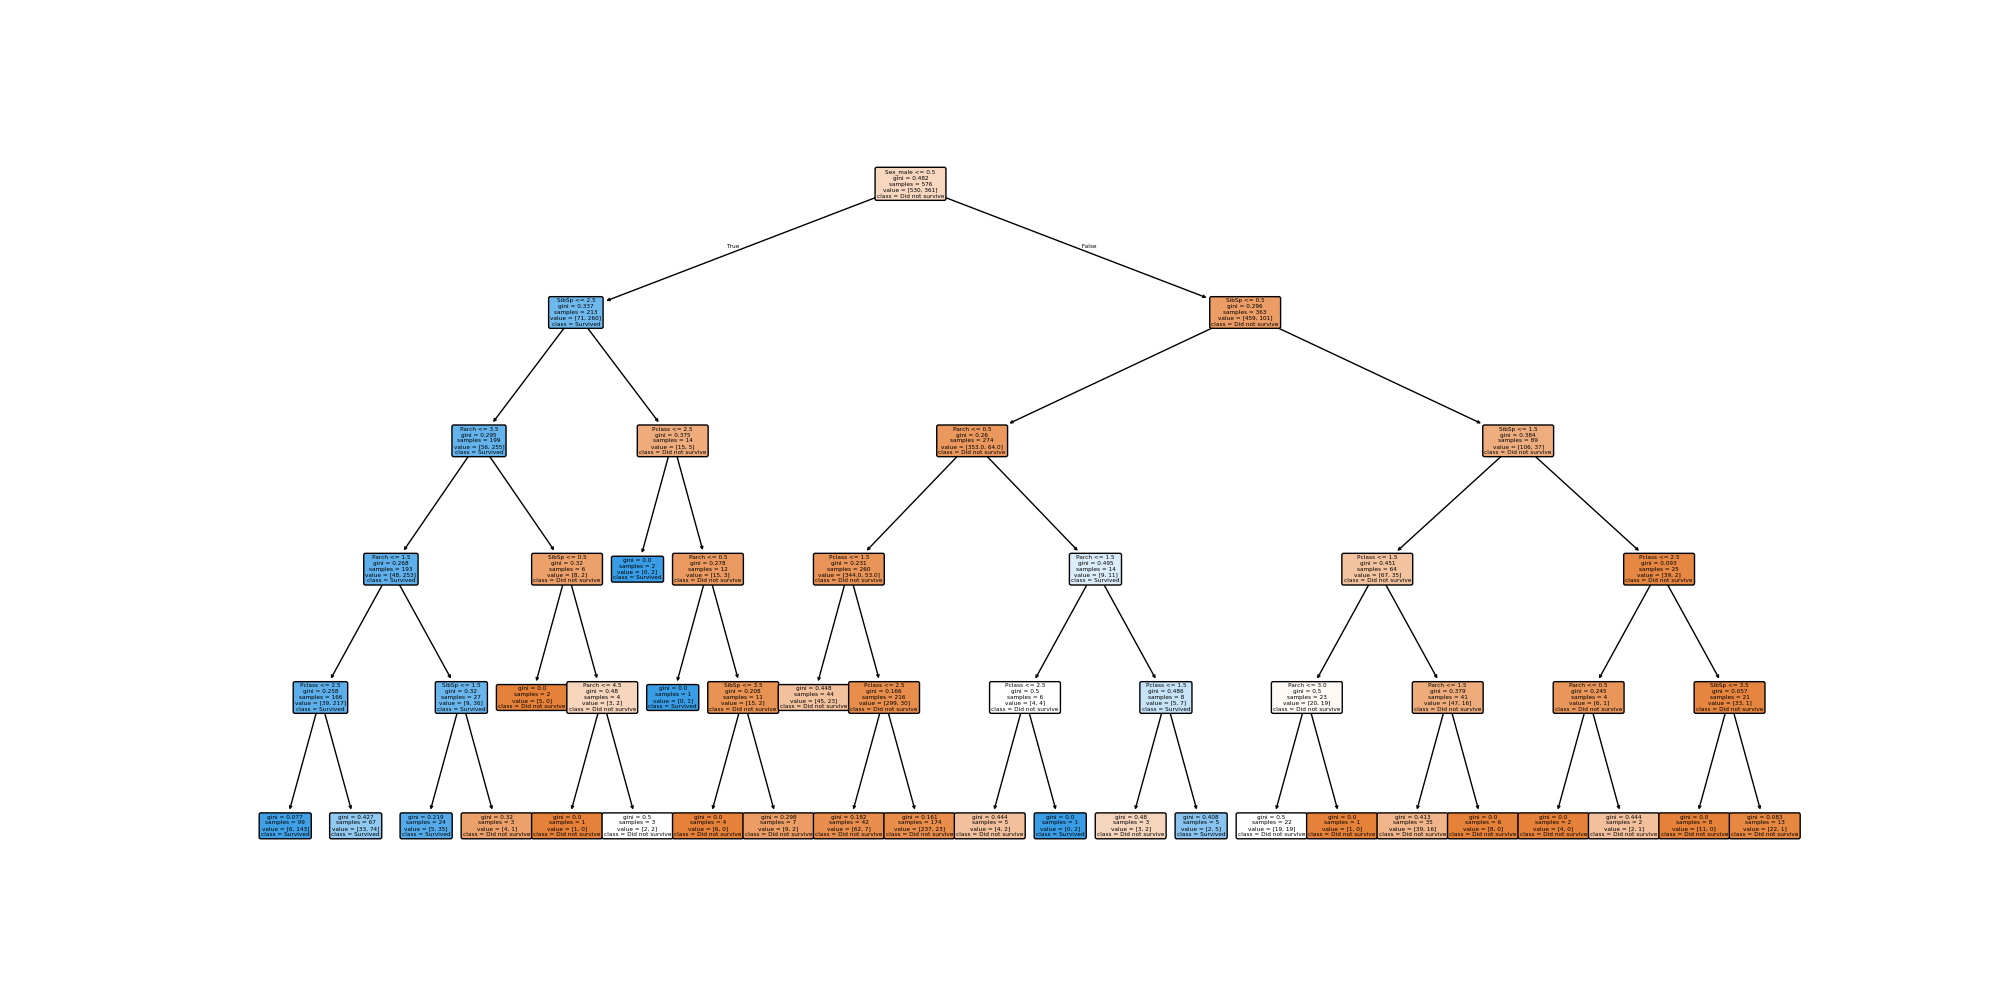 Sex_male <= 0.5
gini = 0.482
samples = 576
value = [530, 361]
class = Did not survive
True
False
SibSp <= 2.5
gini = 0.337
samples = 213
value = [71, 260]
class = Survived
SibSp <= 0.5
gini = 0.296
samples = 363
value = [459, 101]
class = Did not survive
Parch <= 3.5
gini = 0.295
samples = 199
value = [56, 255]
class = Survived
Pclass <= 2.5
gini = 0.375
samples = 14
value = [15, 5]
class = Did not survive
Parch <= 0.5
gini = 0.26
samples = 274
value = [353.0, 64.0]
class = Did not survive
SibSp <= 1.5
gini = 0.384
samples = 89
value = [106, 37]
class = Did not survive
Parch <= 1.5
gini = 0.268
samples = 193
value = [48, 253]
class = Survived
SibSp <= 0.5
gini = 0.32
samples = 6
value = [8, 2]
class = Did not survive
gini = 0.0
samples = 2
value = [0, 2]
class = Survived
Parch <= 0.5
gini = 0.278
samples = 12
value = [15, 3]
class = Did not survive
Pclass <= 1.5
gini = 0.231
samples = 260
value = [344.0, 53.0]
class = Did not survive
Parch <= 1.5
gini = 0.495
samples = 14
value = [9, 11]
class = Survived
Pclass <= 1.5
gini = 0.451
samples = 64
value = [67, 35]
class = Did not survive
Pclass <= 2.5
gini = 0.093
samples = 25
value = [39, 2]
class = Did not survive
Pclass <= 2.5
gini = 0.258
samples = 166
value = [39, 217]
class = Survived
SibSp <= 1.5
gini = 0.32
samples = 27
value = [9, 36]
class = Survived
gini = 0.0
samples = 2
value = [5, 0]
class = Did not survive
Parch <= 4.5
gini = 0.48
samples = 4
value = [3, 2]
class = Did not survive
gini = 0.0
samples = 1
value = [0, 1]
class = Survived
SibSp <= 3.5
gini = 0.208
samples = 11
value = [15, 2]
class = Did not survive
gini = 0.448
samples = 44
value = [45, 23]
class = Did not survive
Pclass <= 2.5
gini = 0.166
samples = 216
value = [299, 30]
class = Did not survive
Pclass <= 2.5
gini = 0.5
samples = 6
value = [4, 4]
class = Did not survive
Pclass <= 1.5
gini = 0.486
samples = 8
value = [5, 7]
class = Survived
Parch <= 3.0
gini = 0.5
samples = 23
value = [20, 19]
class = Did not survive
Parch <= 1.5
gini = 0.379
samples = 41
value = [47, 16]
class = Did not survive
Parch <= 0.5
gini = 0.245
samples = 4
value = [6, 1]
class = Did not survive
SibSp <= 3.5
gini = 0.057
samples = 21
value = [33, 1]
class = Did not survive
gini = 0.077
samples = 99
value = [6, 143]
class = Survived
gini = 0.427
samples = 67
value = [33, 74]
class = Survived
gini = 0.219
samples = 24
value = [5, 35]
class = Survived
gini = 0.32
samples = 3
value = [4, 1]
class = Did not survive
gini = 0.0
samples = 1
value = [1, 0]
class = Did not survive
gini = 0.5
samples = 3
value = [2, 2]
class = Did not survive
gini = 0.0
samples = 4
value = [6, 0]
class = Did not survive
gini = 0.298
samples = 7
value = [9, 2]
class = Did not survive
gini = 0.182
samples = 42
value = [62, 7]
class = Did not survive
gini = 0.161
samples = 174
value = [237, 23]
class = Did not survive
gini = 0.444
samples = 5
value = [4, 2]
class = Did not survive
gini = 0.0
samples = 1
value = [0, 2]
class = Survived
gini = 0.48
samples = 3
value = [3, 2]
class = Did not survive
gini = 0.408
samples = 5
value = [2, 5]
class = Survived
gini = 0.5
samples = 22
value = [19, 19]
class = Did not survive
gini = 0.0
samples = 1
value = [1, 0]
class = Did not survive
gini = 0.413
samples = 35
value = [39, 16]
class = Did not survive
gini = 0.0
samples = 6
value = [8, 0]
class = Did not survive
gini = 0.0
samples = 2
value = [4, 0]
class = Did not survive
gini = 0.444
samples = 2
value = [2, 1]
class = Did not survive
gini = 0.0
samples = 8
value = [11, 0]
class = Did not survive
gini = 0.083
samples = 13
value = [22, 1]
class = Did not survive